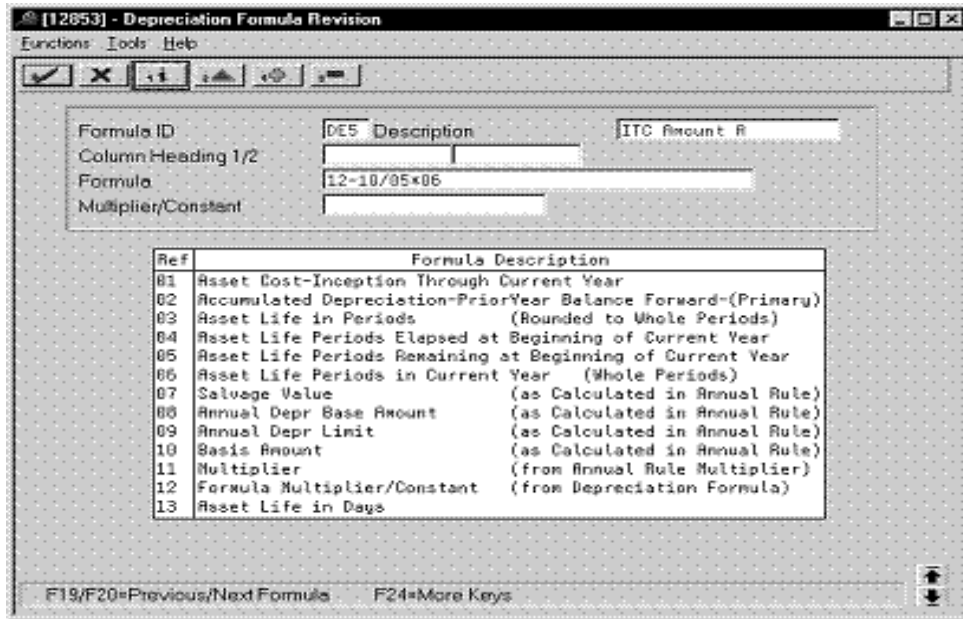 [12853] - Depreciation Formula Revision
Functions Tools Help
Formula ID DE5 Description ITC Amount A
Column Heading 1/2
Formula 12-10/05*06
Multiplier/Constant
Ref Formula Description
01 Asset Cost-Inception Through Current Year
02 Accumulated Depreciation-PriorYear Balance Forward-(Primary)
03 Asset Life in Periods (Rounded to Whole Periods)
04 Asset Life Periods Elapsed at Beginning of Current Year
05 Asset Life Periods Remaining at Beginning of Current Year
06 Asset Life Periods in Current Year (Whole Periods)
07 Salvage Value (as Calculated in Annual Rule)
08 Annual Depr Base Amount (as Calculated in Annual Rule)
09 Annual Depr Limit (as Calculated in Annual Rule)
10 Basis Amount (as Calculated in Annual Rule)
11 Multiplier (from Annual Rule Multiplier)
12 Formula Multiplier/Constant (from Depreciation Formula)
13 Asset Life in Days
F19/F20=Previous/Next Formula F24=More Keys